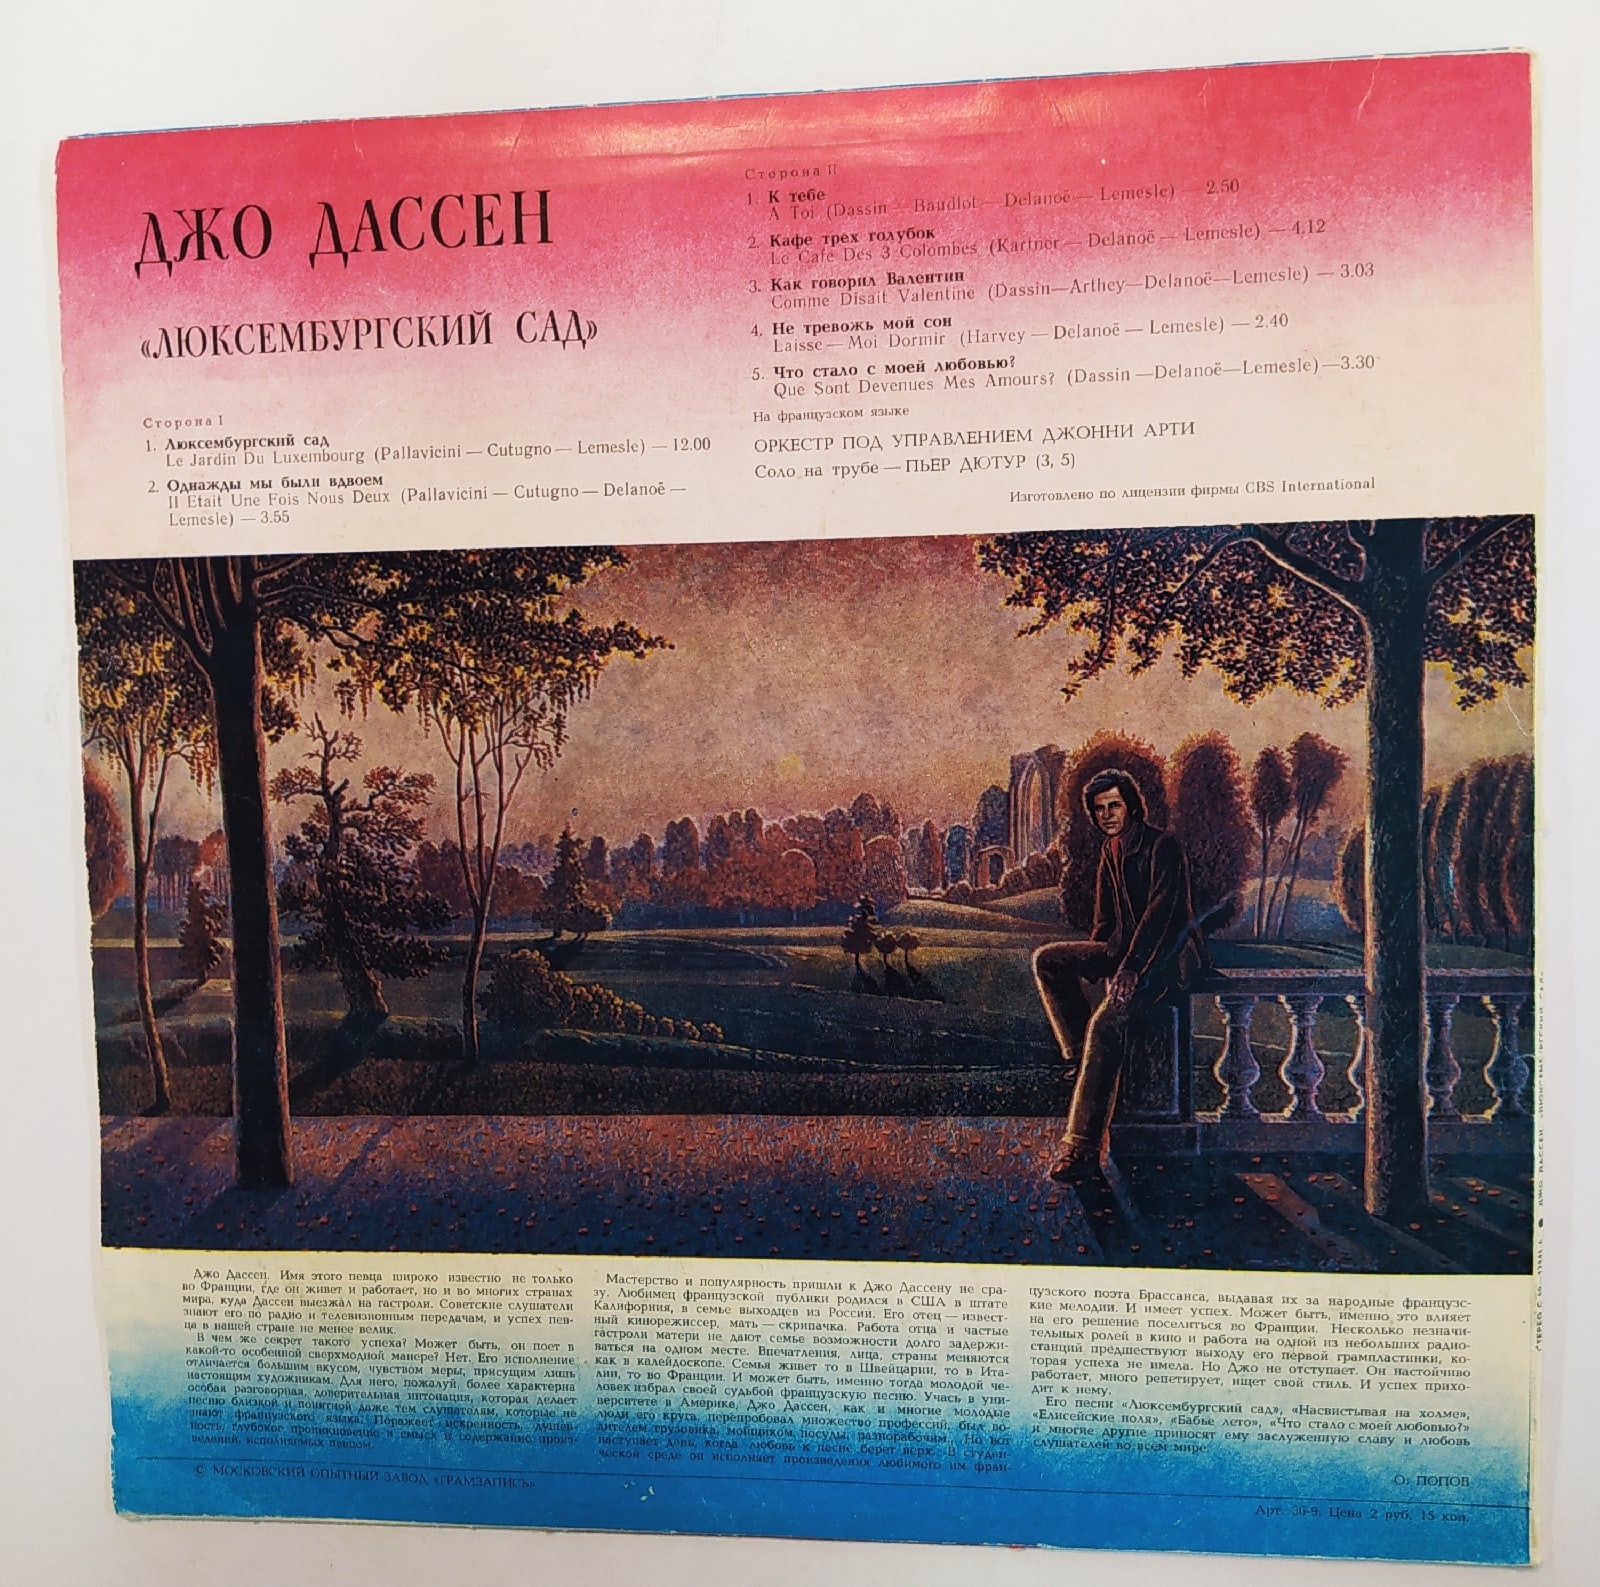 ДЖО ДАССЕН
«ЛЮКСЕМБУРГСКИЙ САД»
Сторона I
1. Люксембургский сад
Le Jardin Du Luxembourg (Pallavicini — Cutugno — Lemesle) — 12.00
2. Однажды мы были вдвоем
Il Etait Une Fois Nous Deux (Pallavicini — Cutugno — Delanoë —
Lemesle) — 3.55
Сторона II
1. К тебе
A Toi (Dassin — Baudlot — Delanoë — Lemesle) — 2.50
2. Кафе трех голубок
Le Café Des 3 Colombes (Kartner — Delanoë — Lemesle) — 4.12
3. Как говорил Валентин
Comme Disait Valentine (Dassin—Arthey—Delanoë—Lemesle) — 3.03
4. Не тревожь мой сон
Laisse — Moi Dormir (Harvey — Delanoë — Lemesle) — 2.40
5. Что стало с моей любовью?
Que Sont Devenues Mes Amours? (Dassin —Delanoë—Lemesle)—3.30
На французском языке
ОРКЕСТР ПОД УПРАВЛЕНИЕМ ДЖОННИ АРТИ
Соло на трубе — ПЬЕР ДЮТУР (3, 5)
Изготовлено по лицензии фирмы CBS International
Джо Дассен. Имя этого певца широко известно не только
во Франции, где он живет и работает, но и во многих странах
мира, куда Дассен выезжал на гастроли. Советские слушатели
знают его по радио и телевизионным передачам, и успех пев-
ца в нашей стране не менее велик.
В чем же секрет такого успеха? Может быть, он поет в
какой-то особенной сверхмодной манере? Нет. Его исполнение
отличается большим вкусом, чувством меры, присущим лишь
настоящим художникам. Для него, пожалуй, более характерна
особая разговорная, доверительная интонация, которая делает
песню близкой и понятной даже тем слушателям, которые не
знают французского языка. Поражает искренность, душев-
ность, глубокое проникновение в смысл и содержание произ-
ведений, исполняемых певцом.
Мастерство и популярность пришли к Джо Дассену не сра-
зу. Любимец французской публики родился в США в штате
Калифорния, в семье выходцев из России. Его отец — извест-
ный кинорежиссер, мать — скрипачка. Работа отца и частые
гастроли матери не дают семье возможности долго задержи-
ваться на одном месте. Впечатления, лица, страны меняются
как в калейдоскопе. Семья живет то в Швейцарии, то в Ита-
лии, то во Франции. И может быть, именно тогда молодой че-
ловек избрал своей судьбой французскую песню. Учась в уни-
верситете в Америке, Джо Дассен, как и многие молодые
люди его круга, перепробовал множество профессий, был во-
дителем грузовика, мойщиком посуды, разнорабочим... Но вот
наступает день, когда любовь к песне берет верх. В студен-
ческой среде он исполняет произведения любимого им фран-
цузского поэта Брассанса, выдавая их за народные французс-
кие мелодии. И имеет успех. Может быть, именно это влияет
на его решение поселиться во Франции. Несколько незначи-
тельных ролей в кино и работа на одной из небольших радио-
станций предшествуют выходу его первой грампластинки, ко-
торая успеха не имела. Но Джо не отступает. Он настойчиво
работает, много репетирует, ищет свой стиль. И успех прихо-
дит к нему.
Его песни «Люксембургский сад», «Насвистывая на холме»,
«Елисейские поля», «Бабье лето», «Что стало с моей любовью?»
и многие другие приносят ему заслуженную славу и любовь
слушателей во всем мире.
О. ПОПОВ
© МОСКОВСКИЙ ОПЫТНЫЙ ЗАВОД «ГРАМЗАПИСЬ»
Арт. 36-9. Цена 2 руб. 15 коп.
ДЖО ДАССЕН. «ЛЮКСЕМБУРГСКИЙ САД»